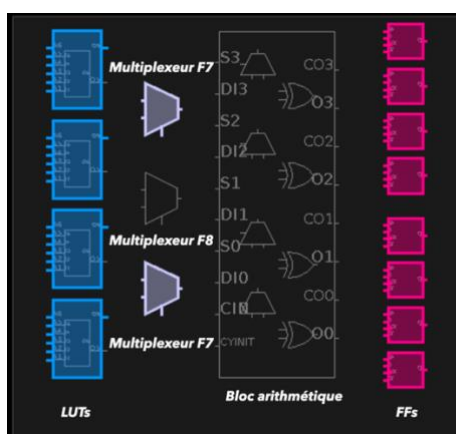 Multiplexeur F7
S3
CO3
DI3
O3
S2
CO2
DI2
O2
S1
DI1
CO1
Multiplexeur F8
S0
O1
DI0
CO0
CIN
Multiplexeur F7
CYINIT
O0
Bloc arithmétique
LUTs
FFs